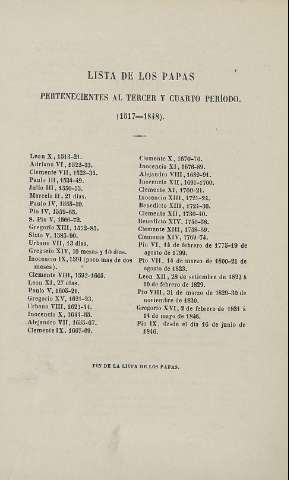 LISTA DE LOS PAPAS
PERTENECIENTES AL TERCER Y CUARTO PERÍODO.
(1517—1848).
Leon X, 1513-21.
Adriano VI, 1522-23.
Clemente VII, 1523-34.
Paulo III, 1534-49.
Julio III, 1550-55.
Marcelo II, 21 dias.
Paulo IV, 1555-59.
Pio IV, 1559-65.
S. Pio V, 1566-72.
Gregorio XIII, 1572-85.
Sixto V, 1585-90.
Urbano VII, 13 dias.
Gregorio XIV, 10 meses y 10 dias.
Inocencio IX, 1591 (poco mas de dos
meses).
Clemente VIII, 1592-1605.
Leon XI, 27 dias.
Paulo V, 1605-21.
Gregorio XV, 1621-23.
Urbano VIII, 1623-44.
Inocencio X, 1644-55.
Alejandro VII, 1655-67.
Clemente IX, 1667-69.
Clemente X, 1670-76.
Inocencio XI, 1676-89.
Alejandro VIII, 1689-91.
Inocencio XII, 1691-1700.
Clemente XI, 1700-21.
Inocencio XIII, 1721-24.
Benedicto XIII, 1724-30.
Clemente XII, 1730-40.
Benedicto XIV, 1740-58.
Clemente XIII, 1758-69.
Clemente XIV, 1769-74.
Pio VI, 15 de febrero de 1775-19 de
agosto de 1799.
Pio VII, 14 de marzo de 1800-21 de
agosto de 1823.
Leon XII, 28 de setiembre de 1823 á
10 de febrero de 1829.
Pio VIII, 31 de marzo de 1829-30 de
noviembre de 1830.
Gregorio XVI, 2 de febrero de 1831 á
1.º de mayo de 1846.
Pio IX, desde el dia 16 de junio de
1846.
FIN DE LA LISTA DE LOS PAPAS.